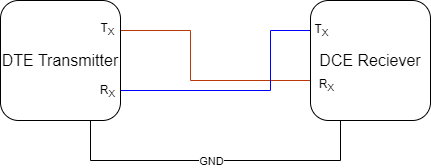 Tx
Tx
DTE Transmitter
DCE Reciever
Rx
Rx
GND